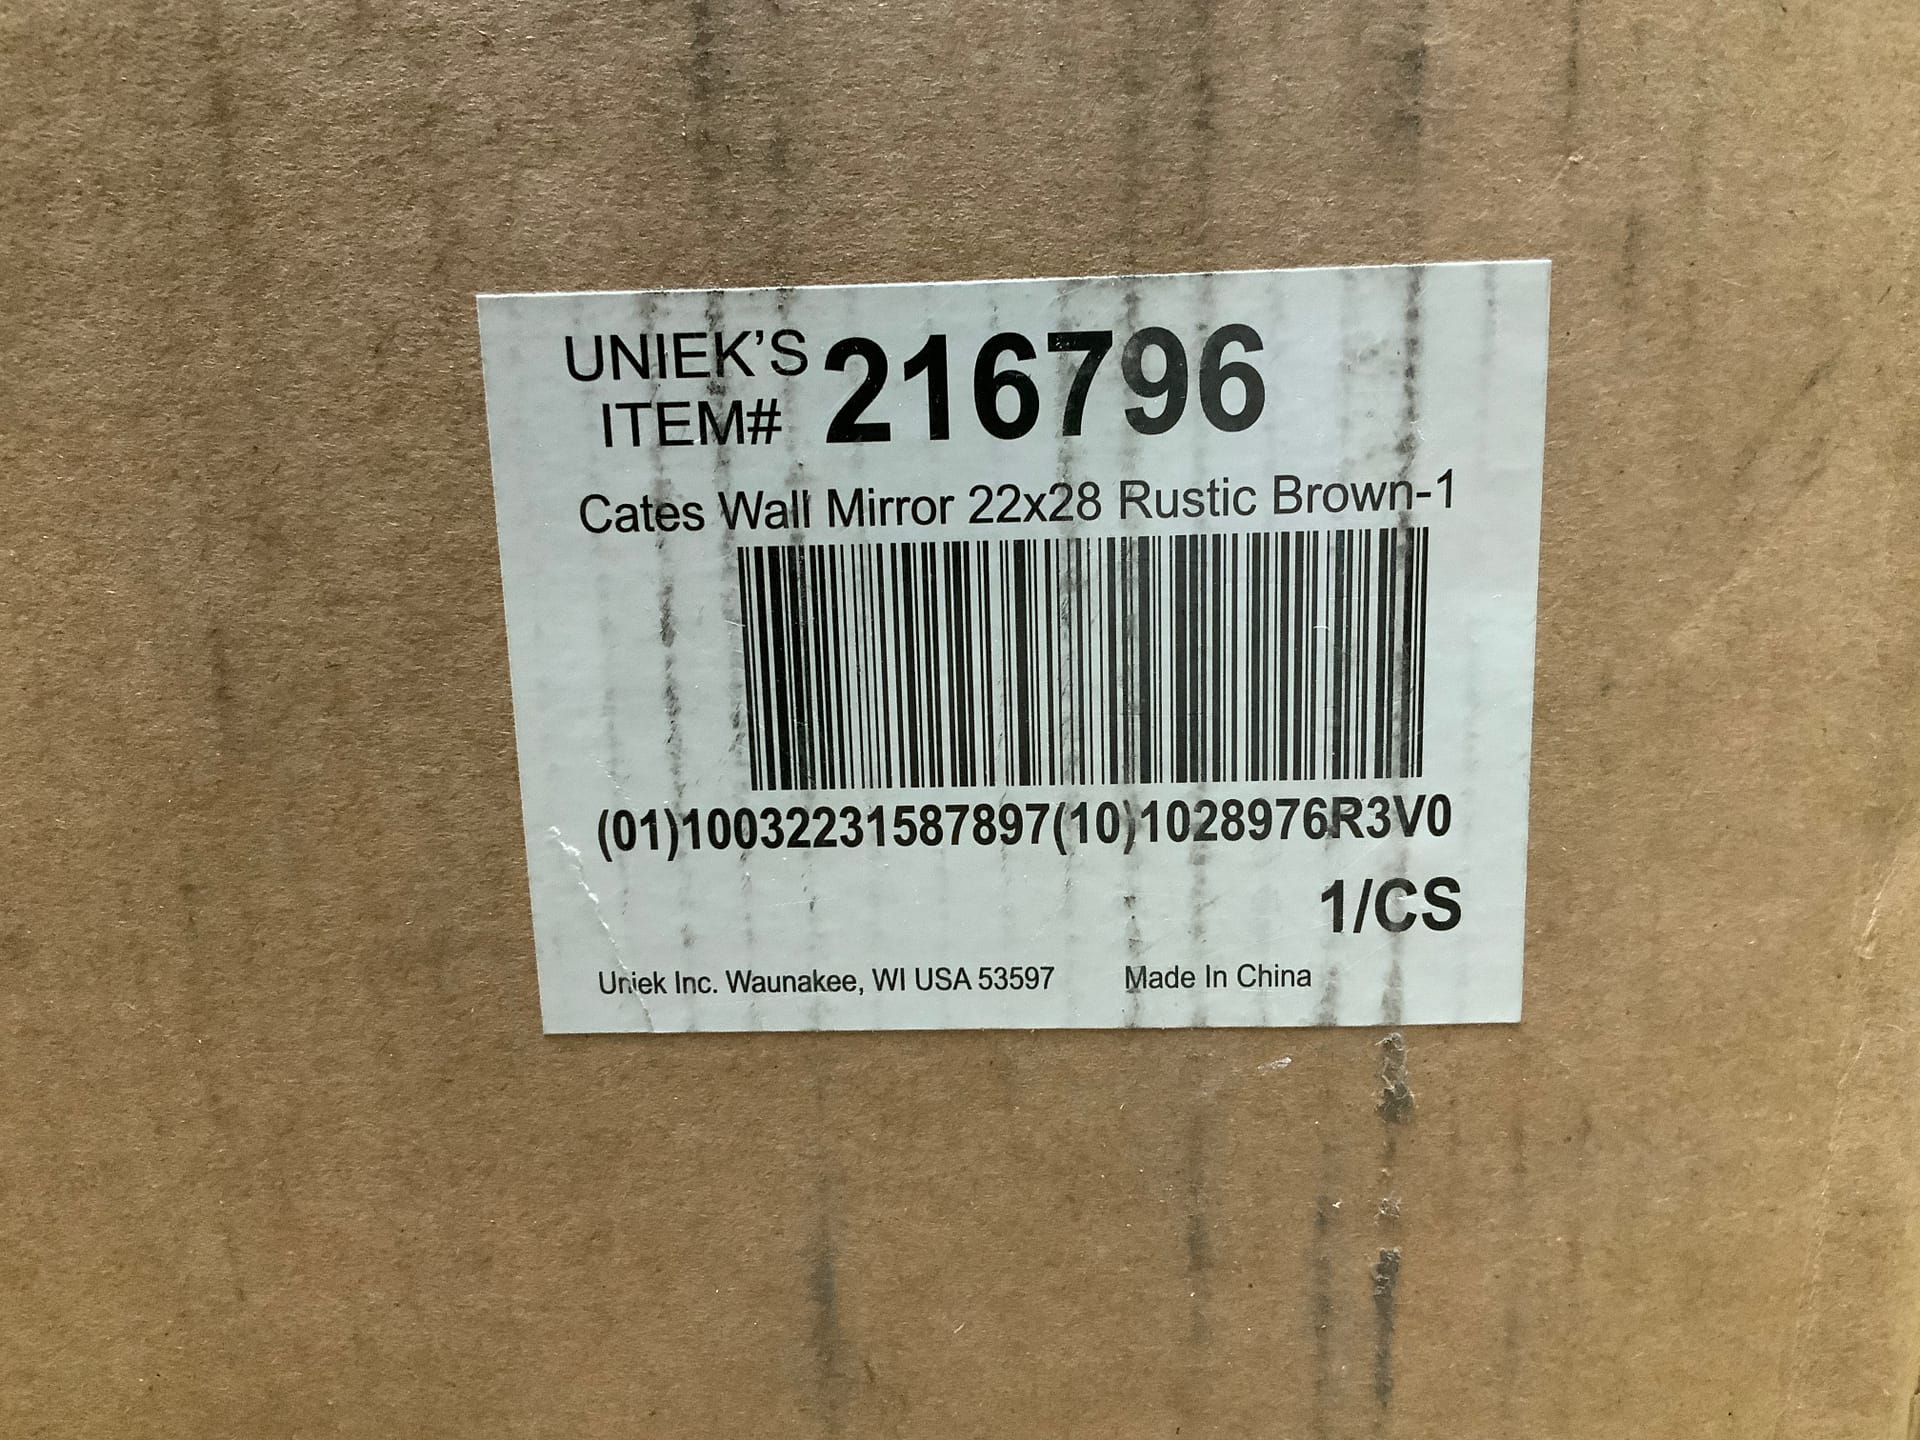 UNIEK'S
ITEM# 216796
Cates Wall Mirror 22x28 Rustic Brown-1
(01)10032231587897(10)1028976R3V0
1/CS
Uniek Inc. Waunakee, WI USA 53597 Made In China